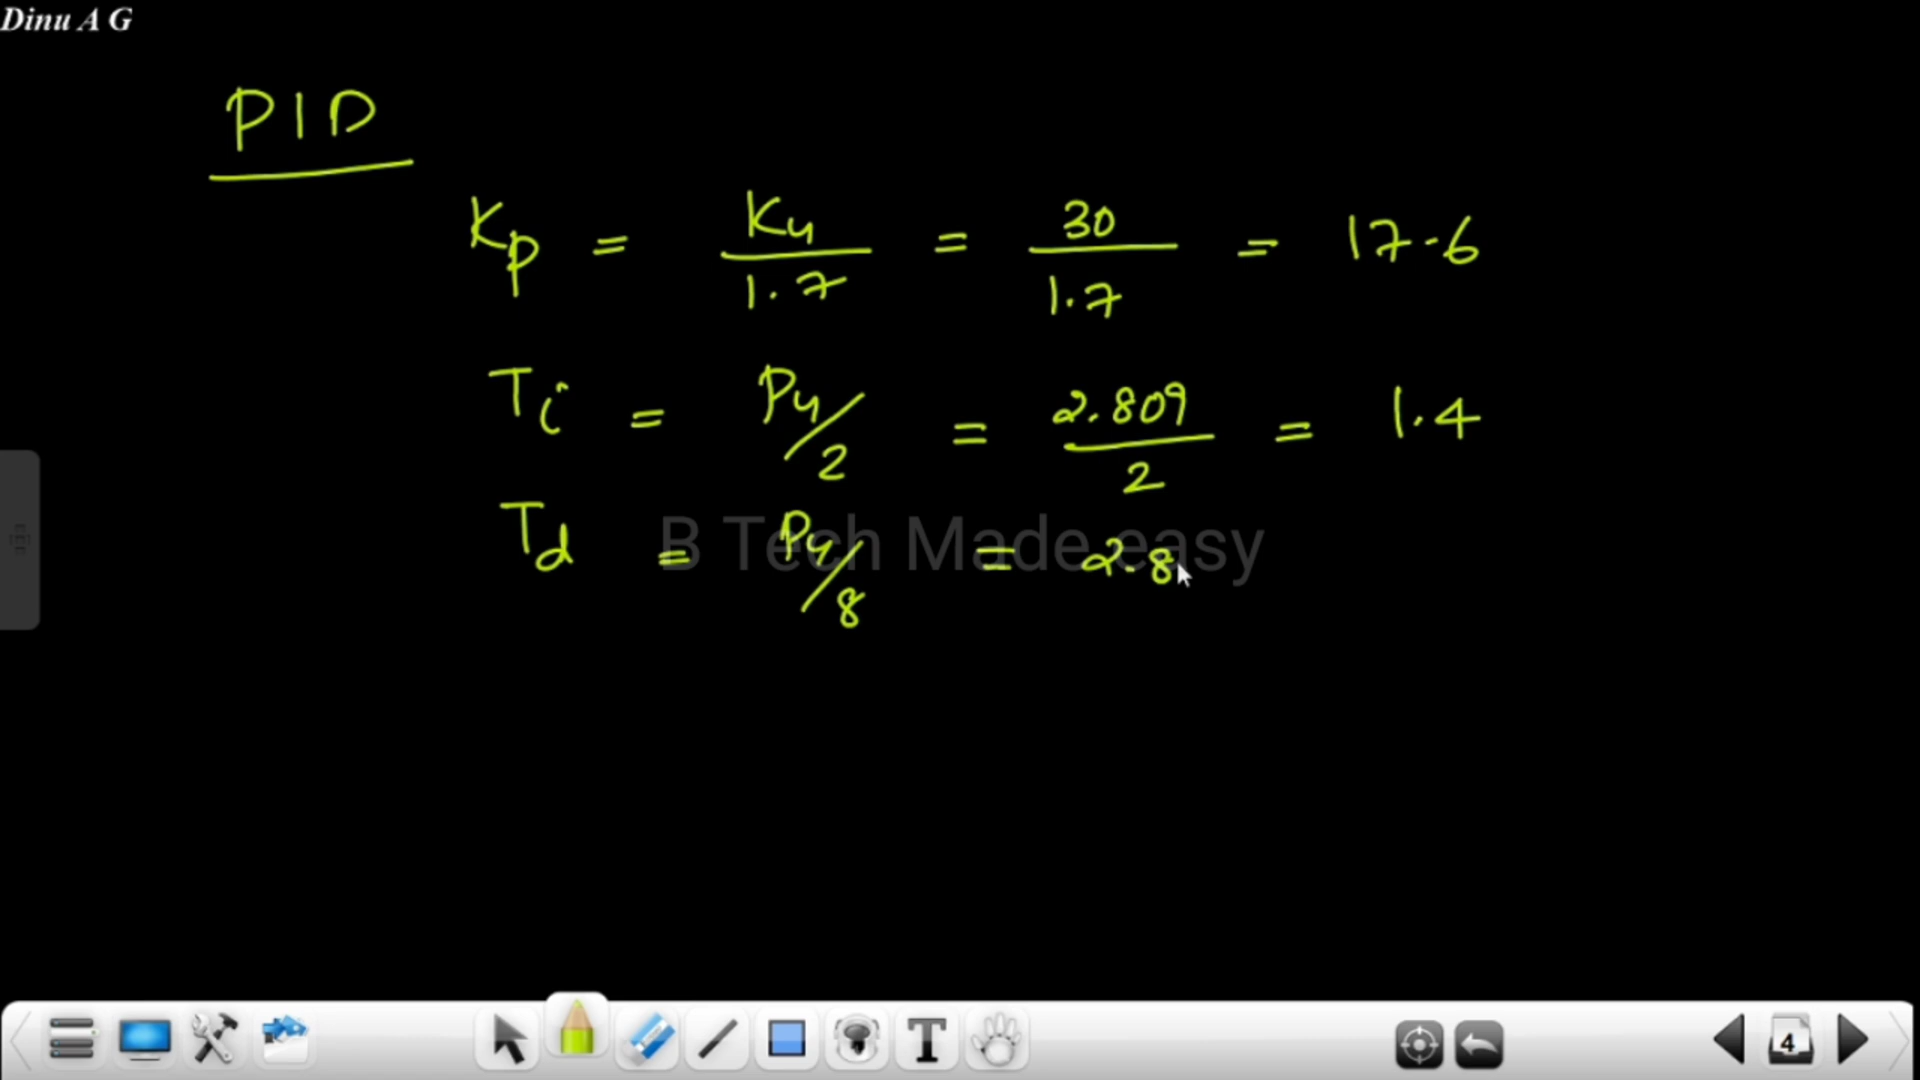 Dinu A G
PID
Kp = Ku/1.7 = 30/1.7 = 17.6
Ti = Pu/2 = 2.809/2 = 1.4
Td = Pu/8 = 2.8
B Tech Made easy
T
4